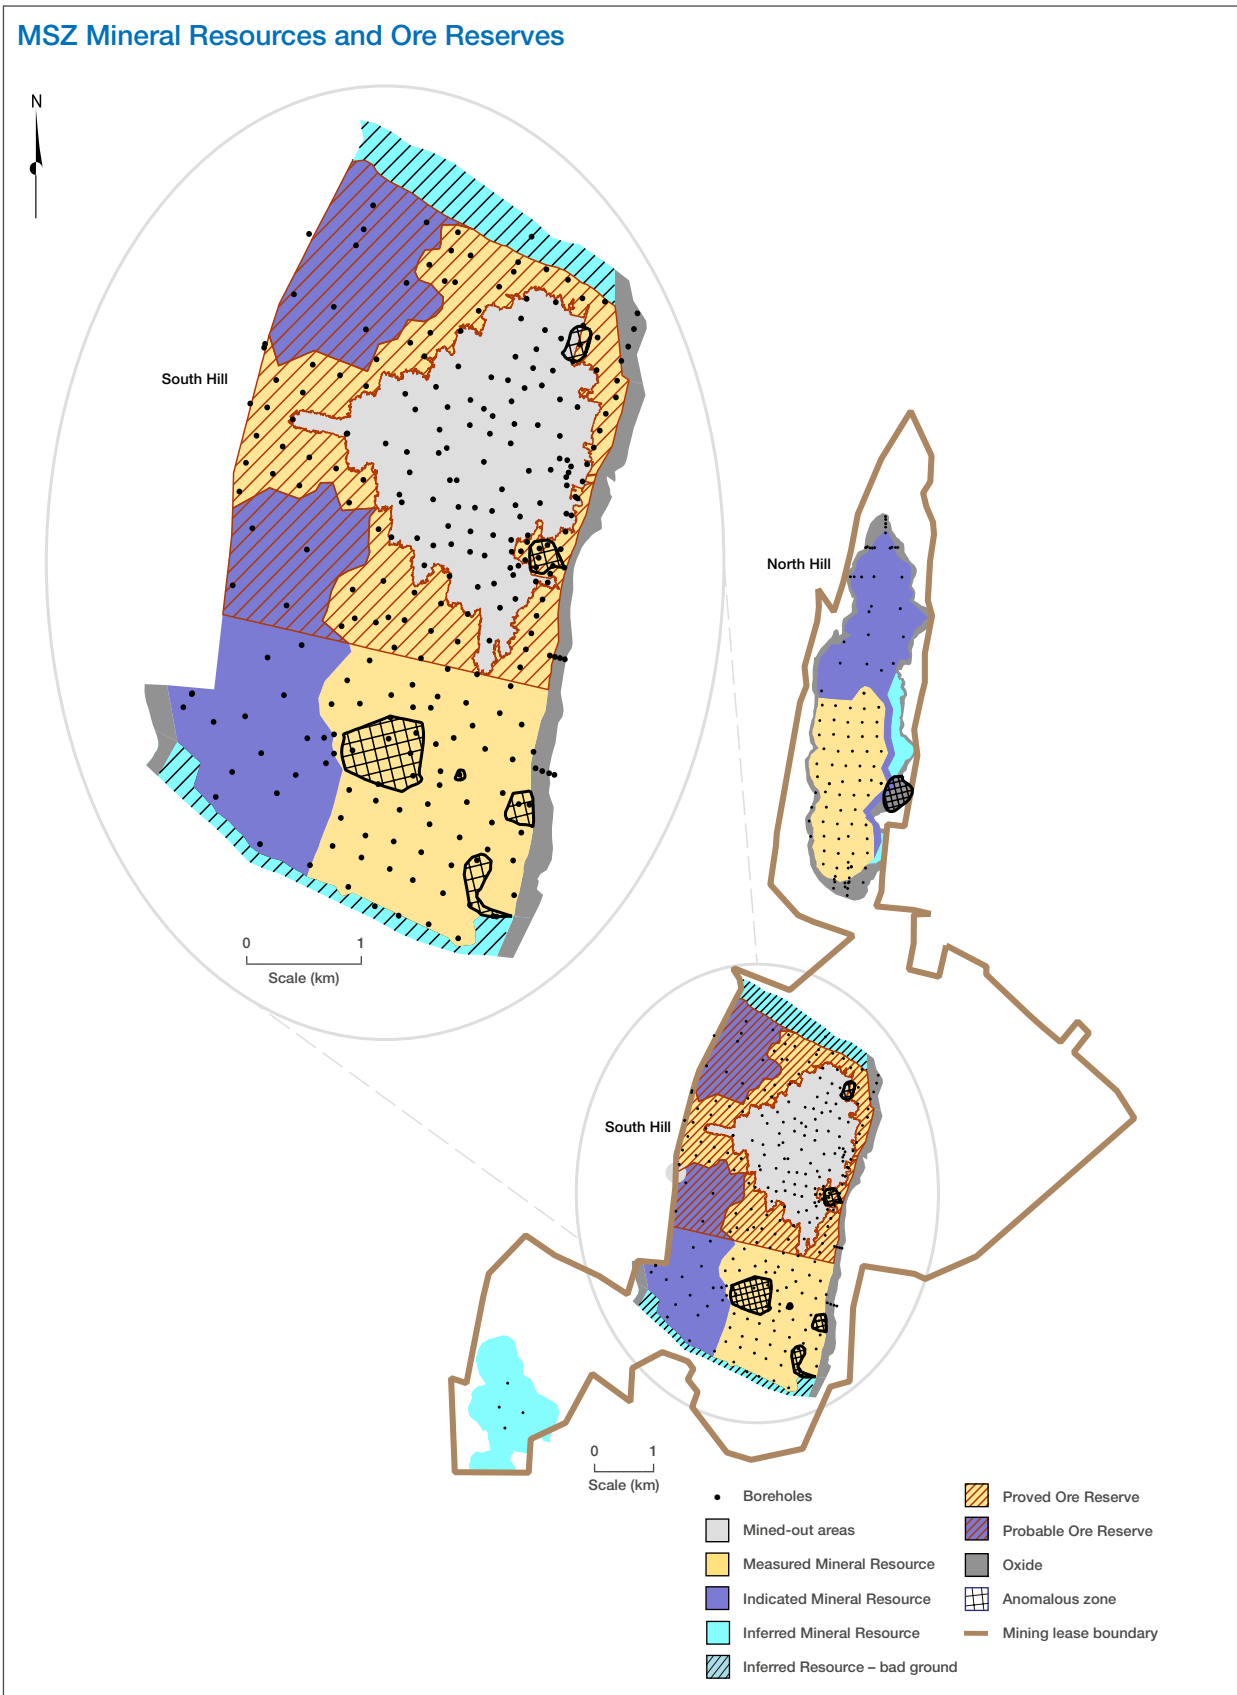 MSZ Mineral Resources and Ore Reserves
N
South Hill
0 1
Scale (km)
North Hill
South Hill
0 1
Scale (km)
Boreholes
Mined-out areas
Measured Mineral Resource
Indicated Mineral Resource
Inferred Mineral Resource
Inferred Resource – bad ground
Proved Ore Reserve
Probable Ore Reserve
Oxide
Anomalous zone
Mining lease boundary